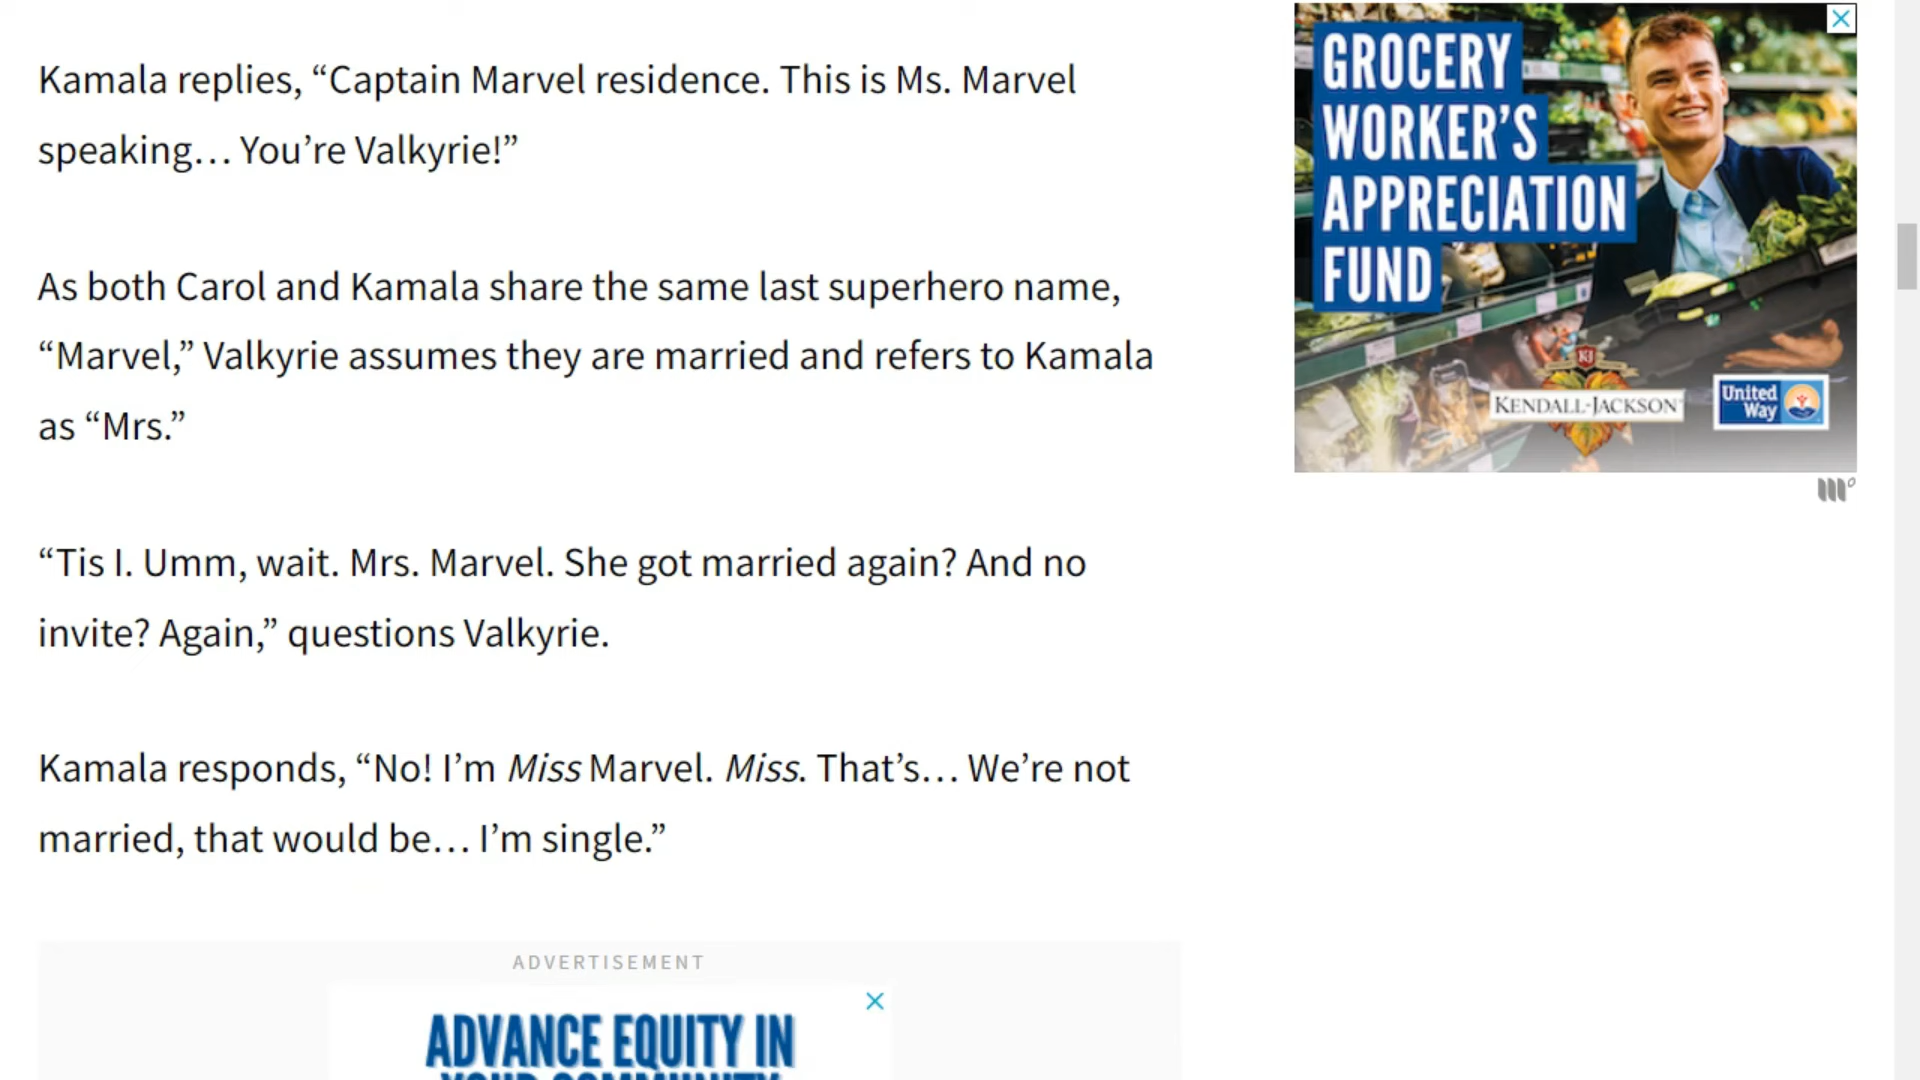 Kamala replies, “Captain Marvel residence. This is Ms. Marvel
speaking… You’re Valkyrie!”
As both Carol and Kamala share the same last superhero name,
“Marvel,” Valkyrie assumes they are married and refers to Kamala
as “Mrs.”
“Tis I. Umm, wait. Mrs. Marvel. She got married again? And no
invite? Again,” questions Valkyrie.
Kamala responds, “No! I’m Miss Marvel. Miss. That’s… We’re not
married, that would be… I’m single.”
ADVERTISEMENT
ADVANCE EQUITY IN
YOUR COMMUNITY
GROCERY
WORKER’S
APPRECIATION
FUND
KJ
KENDALL-JACKSON
United
Way